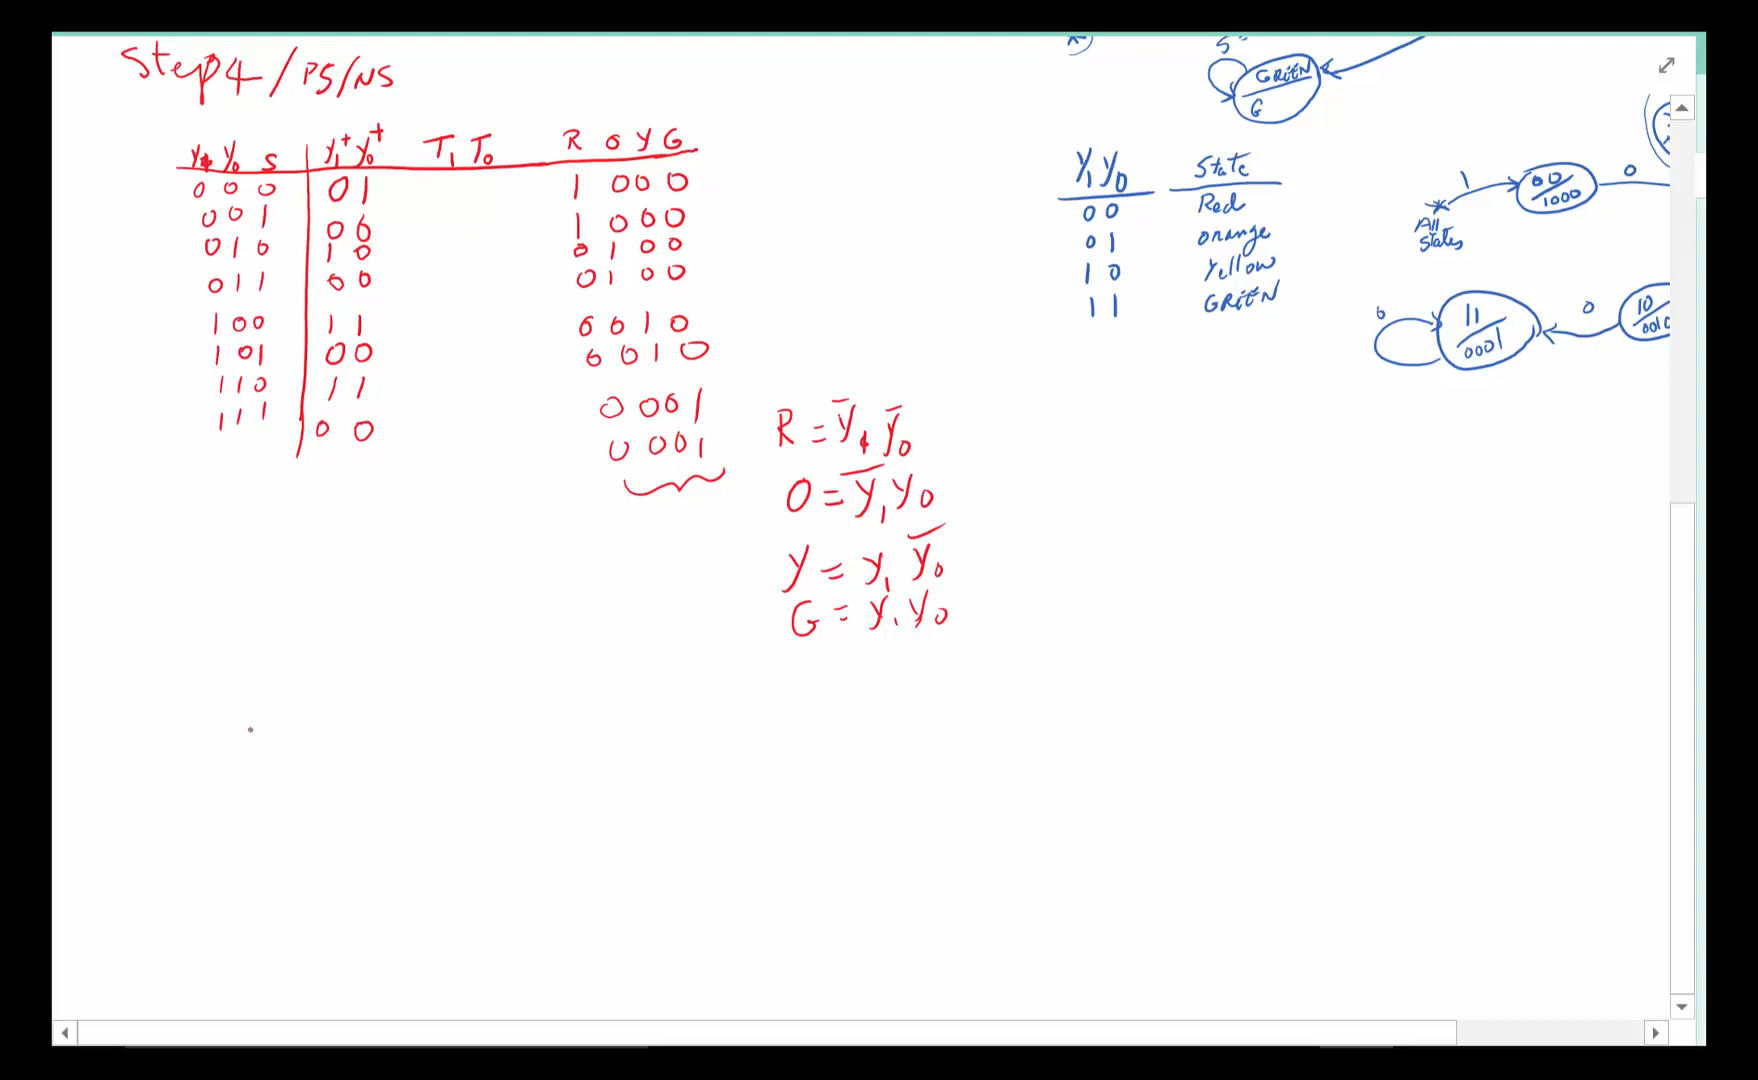 Step 4 / PS/NS
y1 y0 S y1+ y0+ T1 T0 R O Y G
0 0 0 0 1 1 0 0 0
0 0 1 0 0 1 0 0 0
0 1 0 1 0 0 1 0 0
0 1 1 0 0 0 1 0 0
1 0 0 1 1 0 0 1 0
1 0 1 0 0 0 0 1 0
1 1 0 1 1 0 0 0 1
1 1 1 0 0 0 0 0 1
R = y̅1 y̅0
O = y̅1 y0
Y = y1 y̅0
G = y1 y0
S
GREEN
G
y1 y0 State
0 0 Red
0 1 orange
1 0 Yellow
1 1 GREEN
1
All
States
00
1000
0
0
11
0001
0
10
0010